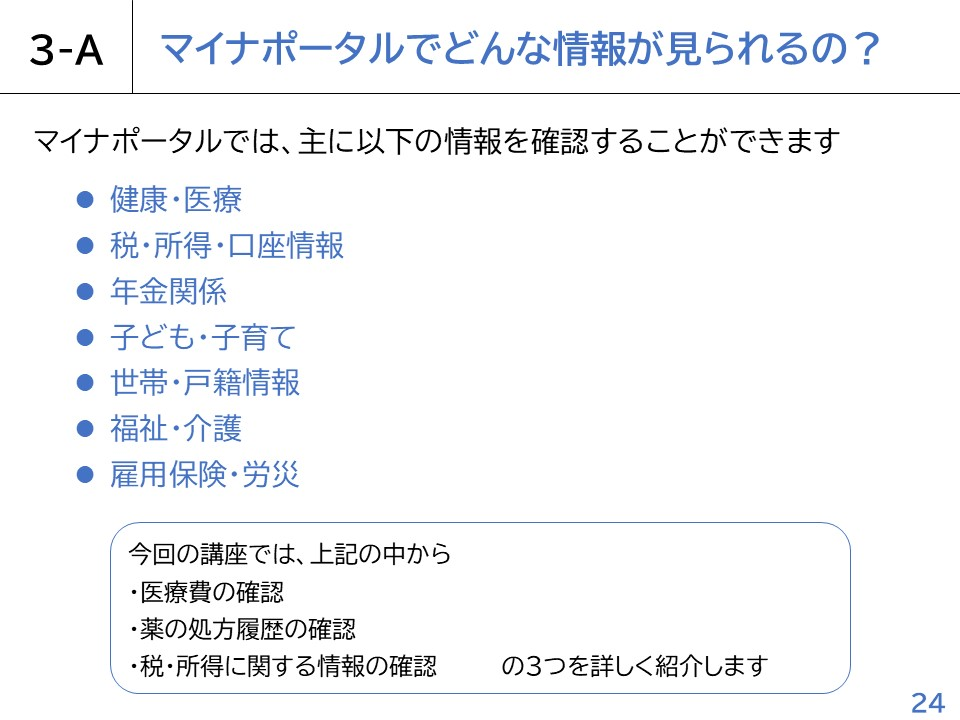 3-A
マイナポータルでどんな情報が見られるの？
マイナポータルでは、主に以下の情報を確認することができます
● 健康・医療
● 税・所得・口座情報
● 年金関係
● 子ども・子育て
● 世帯・戸籍情報
● 福祉・介護
● 雇用保険・労災
今回の講座では、上記の中から
・医療費の確認
・薬の処方履歴の確認
・税・所得に関する情報の確認　　の3つを詳しく紹介します
24